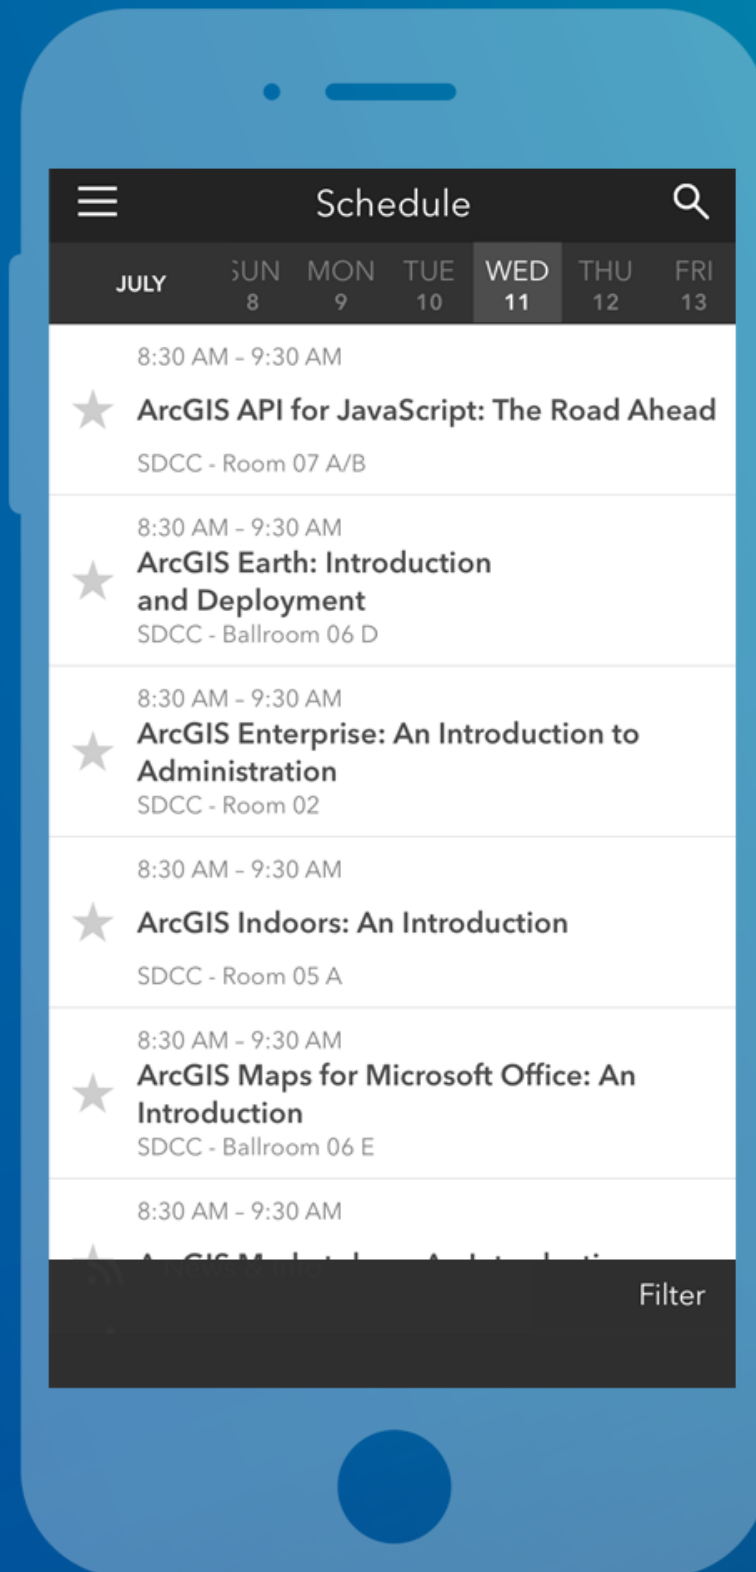 Schedule
JULY
SUN MON TUE WED THU FRI
8 9 10 11 12 13
8:30 AM – 9:30 AM
ArcGIS API for JavaScript: The Road Ahead
SDCC - Room 07 A/B
8:30 AM – 9:30 AM
ArcGIS Earth: Introduction
and Deployment
SDCC - Ballroom 06 D
8:30 AM – 9:30 AM
ArcGIS Enterprise: An Introduction to
Administration
SDCC - Room 02
8:30 AM – 9:30 AM
ArcGIS Indoors: An Introduction
SDCC - Room 05 A
8:30 AM – 9:30 AM
ArcGIS Maps for Microsoft Office: An
Introduction
SDCC - Ballroom 06 E
8:30 AM – 9:30 AM
ArcGIS
News & Info
Filter